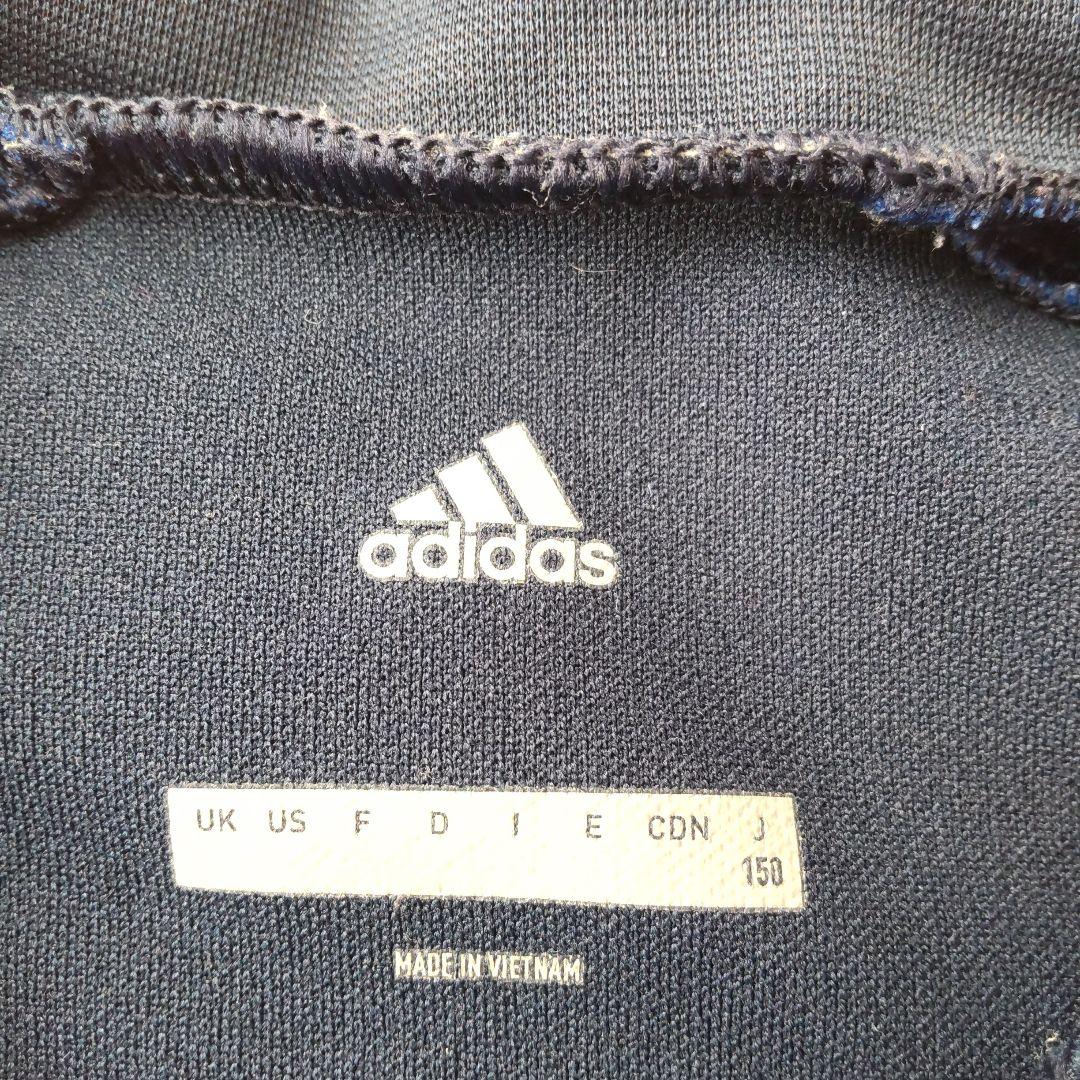 adidas
UK US F D I E CDN J
150
MADE IN VIETNAM